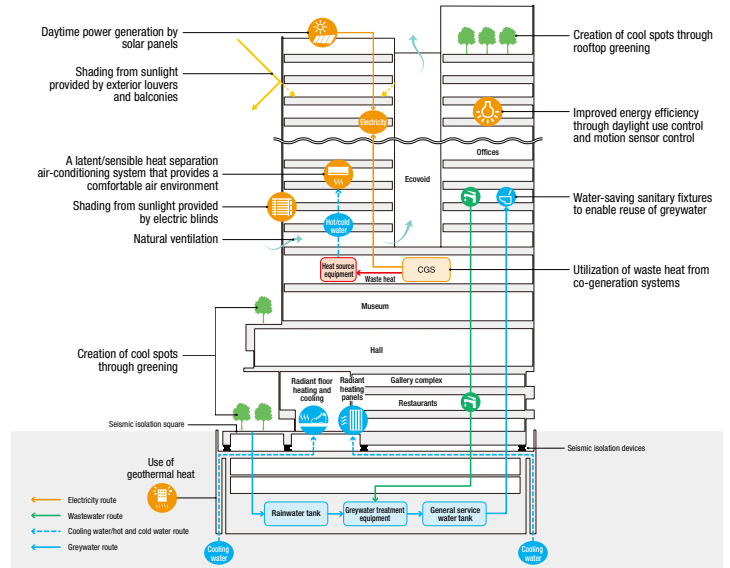 Daytime power generation by
solar panels
Shading from sunlight
provided by exterior louvers
and balconies
A latent/sensible heat separation
air-conditioning system that provides a
comfortable air environment
Shading from sunlight provided
by electric blinds
Natural ventilation
Creation of cool spots
through greening
Seismic isolation square
Use of
geothermal heat
Electricity route
Wastewater route
Cooling water/hot and cold water route
Greywater route
Electricity
Hot/cold
water
Heat source
equipment
Waste heat
CGS
Ecovoid
Offices
Museum
Hall
Radiant floor
heating and
cooling
Radiant
heating
panels
Gallery complex
Restaurants
Rainwater tank
Greywater treatment
equipment
General service
water tank
Cooling
water
Cooling
water
Creation of cool spots through
rooftop greening
Improved energy efficiency
through daylight use control
and motion sensor control
Water-saving sanitary fixtures
to enable reuse of greywater
Utilization of waste heat from
co-generation systems
Seismic isolation devices